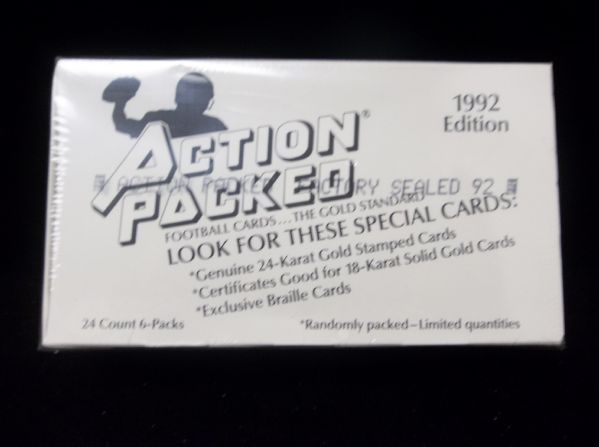 1992
Edition
ACTION
PACKED®
ACTION PACKED FACTORY SEALED 92
FOOTBALL CARDS...THE GOLD STANDARD
LOOK FOR THESE SPECIAL CARDS:
*Genuine 24-Karat Gold Stamped Cards
*Certificates Good for 18-Karat Solid Gold Cards
*Exclusive Braille Cards
24 Count 6-Packs
*Randomly packed–Limited quantities